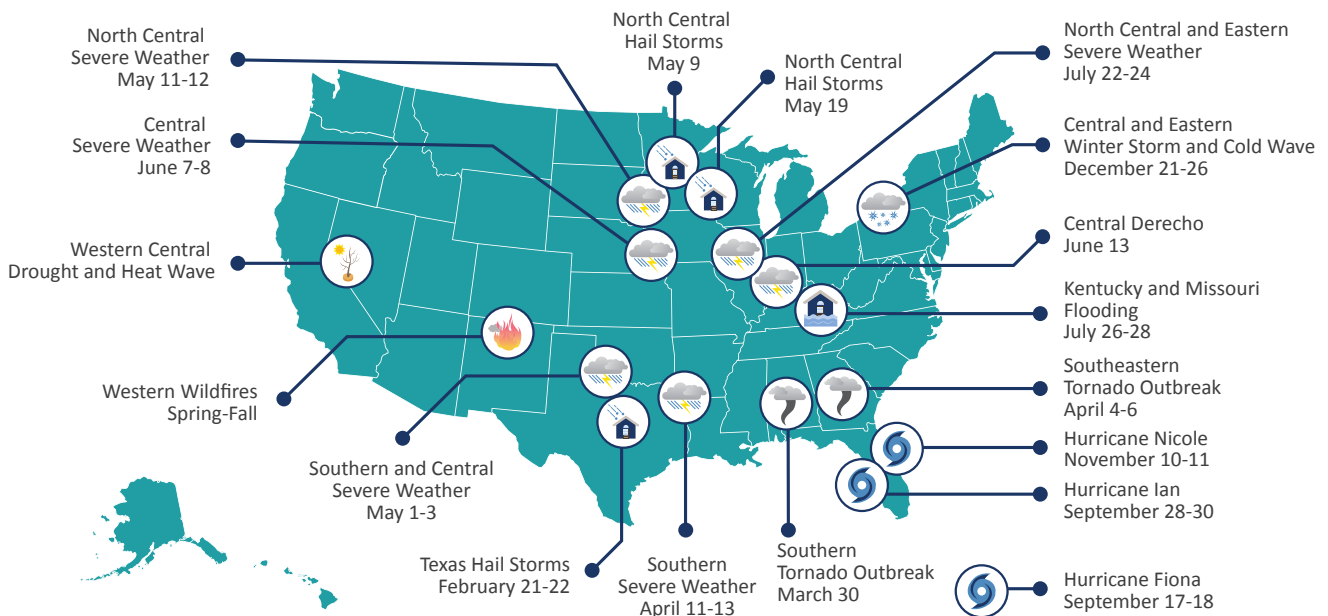 North Central
Severe Weather
May 11-12
North Central
Hail Storms
May 9
North Central
Hail Storms
May 19
North Central and Eastern
Severe Weather
July 22-24
Central
Severe Weather
June 7-8
Central and Eastern
Winter Storm and Cold Wave
December 21-26
Western Central
Drought and Heat Wave
Central Derecho
June 13
Kentucky and Missouri
Flooding
July 26-28
Western Wildfires
Spring-Fall
Southeastern
Tornado Outbreak
April 4-6
Hurricane Nicole
November 10-11
Southern and Central
Severe Weather
May 1-3
Hurricane Ian
September 28-30
Texas Hail Storms
February 21-22
Southern
Severe Weather
April 11-13
Southern
Tornado Outbreak
March 30
Hurricane Fiona
September 17-18